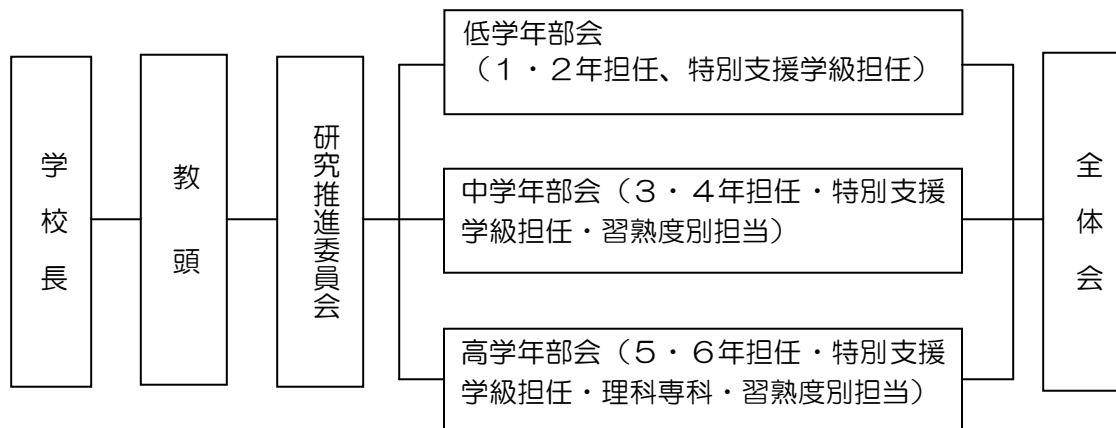 学校長
教頭
研究推進委員会
低学年部会
（１・２年担任、特別支援学級担任）
中学年部会（３・４年担任・特別支援
学級担任・習熟度別担当）
高学年部会（５・６年担任・特別支援
学級担任・理科専科・習熟度別担当）
全体会